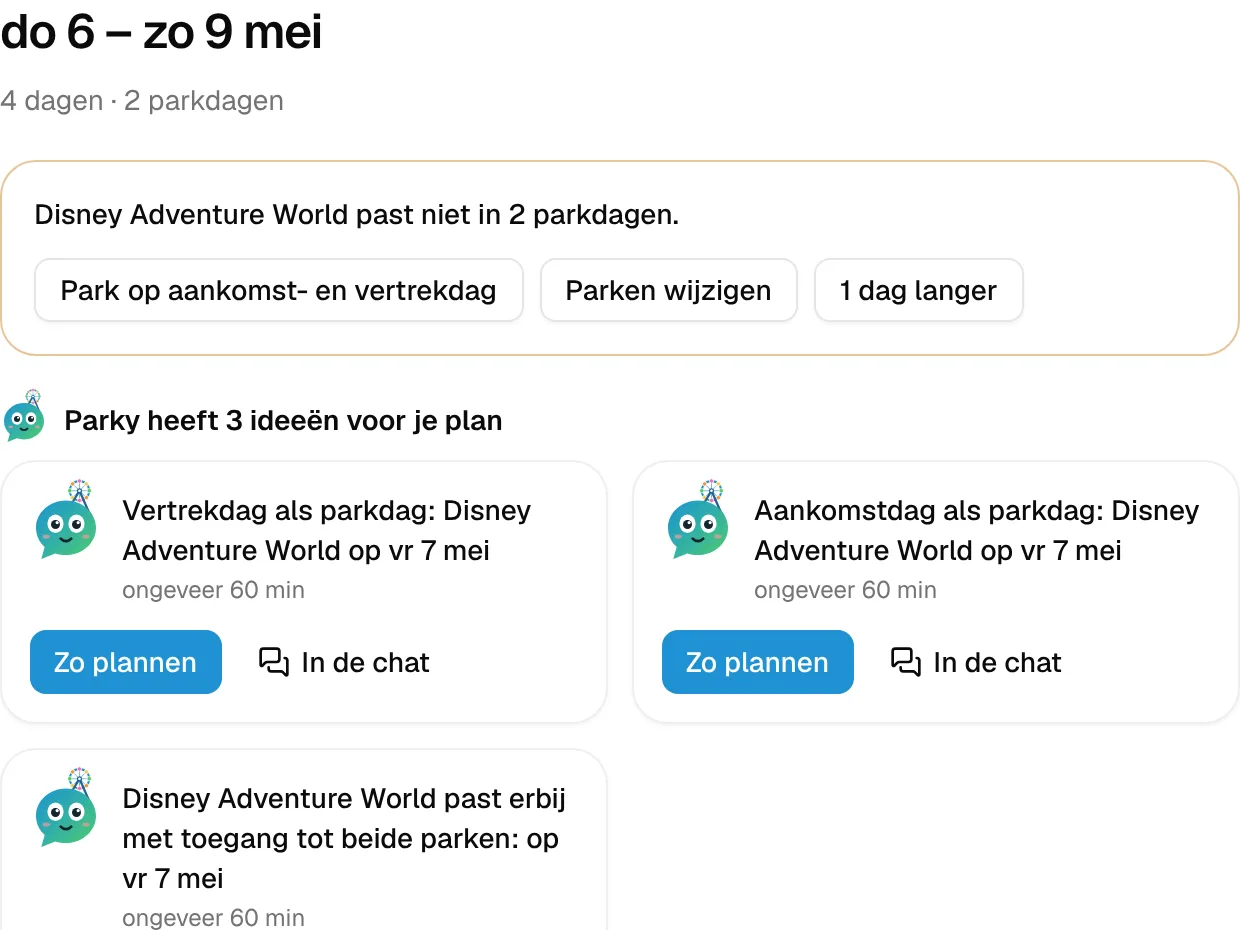 do 6 – zo 9 mei
4 dagen · 2 parkdagen
Disney Adventure World past niet in 2 parkdagen.
Park op aankomst- en vertrekdag
Parken wijzigen
1 dag langer
Parky heeft 3 ideeën voor je plan
Vertrekdag als parkdag: Disney
Adventure World op vr 7 mei
ongeveer 60 min
Zo plannen
In de chat
Aankomstdag als parkdag: Disney
Adventure World op vr 7 mei
ongeveer 60 min
Zo plannen
In de chat
Disney Adventure World past erbij
met toegang tot beide parken: op
vr 7 mei
ongeveer 60 min